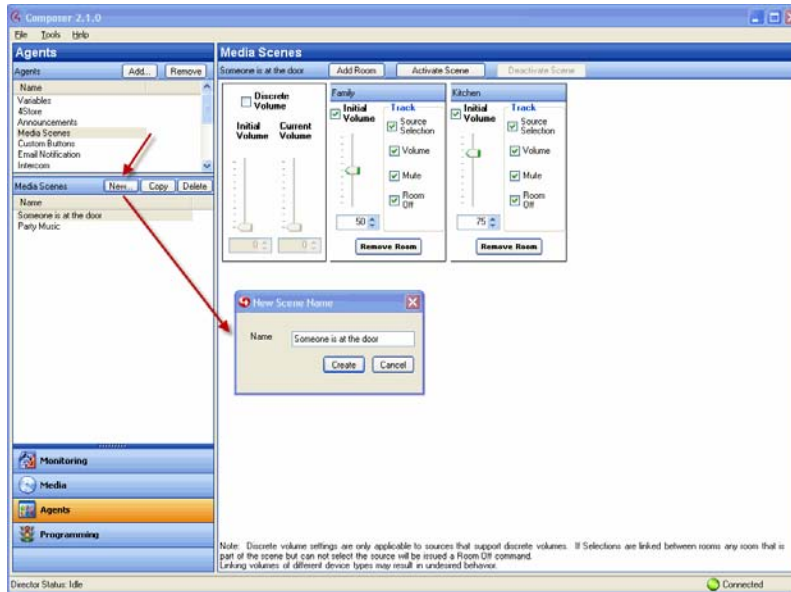 Composer 2.1.0
File Tools Help
Agents
Agents Add... Remove
Name
Variables
4Store
Announcements
Media Scenes
Custom Buttons
Email Notification
Intercom
Media Scenes New... Copy Delete
Name
Someone is at the door
Party Music
Monitoring
Media
Agents
Programming
Media Scenes
Someone is at the door Add Room Activate Scene Deactivate Scene
Discrete Volume
Initial Volume Current Volume
0 0
Family
Initial Volume
Track
Source Selection
Volume
Mute
Room Off
50
Remove Room
Kitchen
Initial Volume
Track
Source Selection
Volume
Mute
Room Off
75
Remove Room
New Scene Name
Name Someone is at the door
Create Cancel
Note: Discrete volume settings are only applicable to sources that support discrete volumes. If Selections are linked between rooms any room that is
part of the scene but can not select the source will be issued a Room Off command.
Linking volumes of different device types may result in undesired behavior.
Director Status: Idle Connected